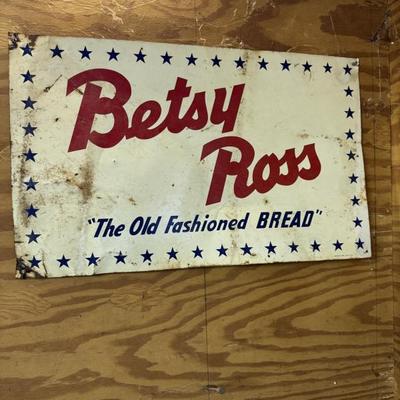 Betsy
Ross
"The Old Fashioned BREAD"